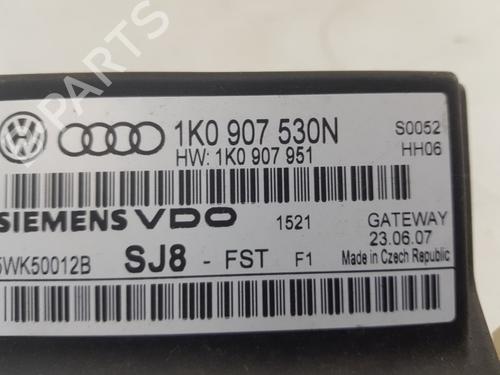 B PARTS
1K0 907 530N
S0052
HW: 1K0 907 951
HH06
SIEMENS VDO
1521
GATEWAY
23.06.07
5WK50012B
SJ8 - FST F1
Made in Czech Republic